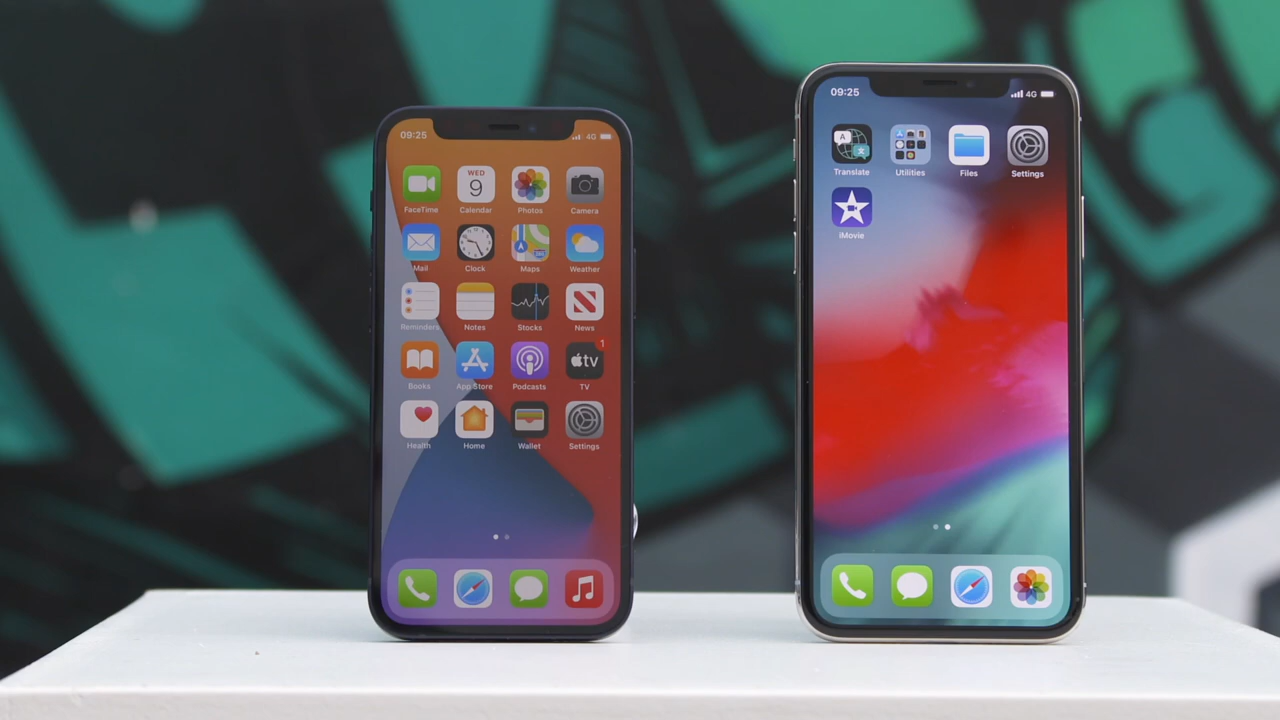 09:25
4G
FaceTime
WED
9
Calendar
Photos
Camera
Mail
Clock
Maps
Weather
Reminders
Notes
Stocks
News
Books
App Store
Podcasts
tv
1
TV
Health
Home
Wallet
Settings
09:25
4G
A
Translate
Utilities
Files
Settings
iMovie